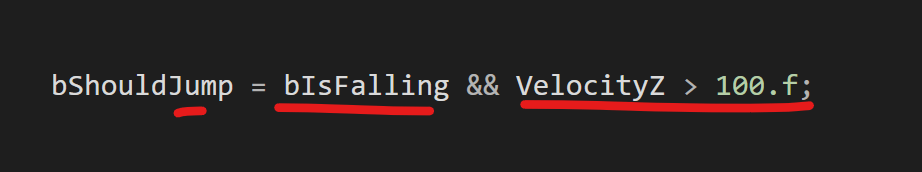 bShouldJump = bIsFalling && VelocityZ > 100.f;